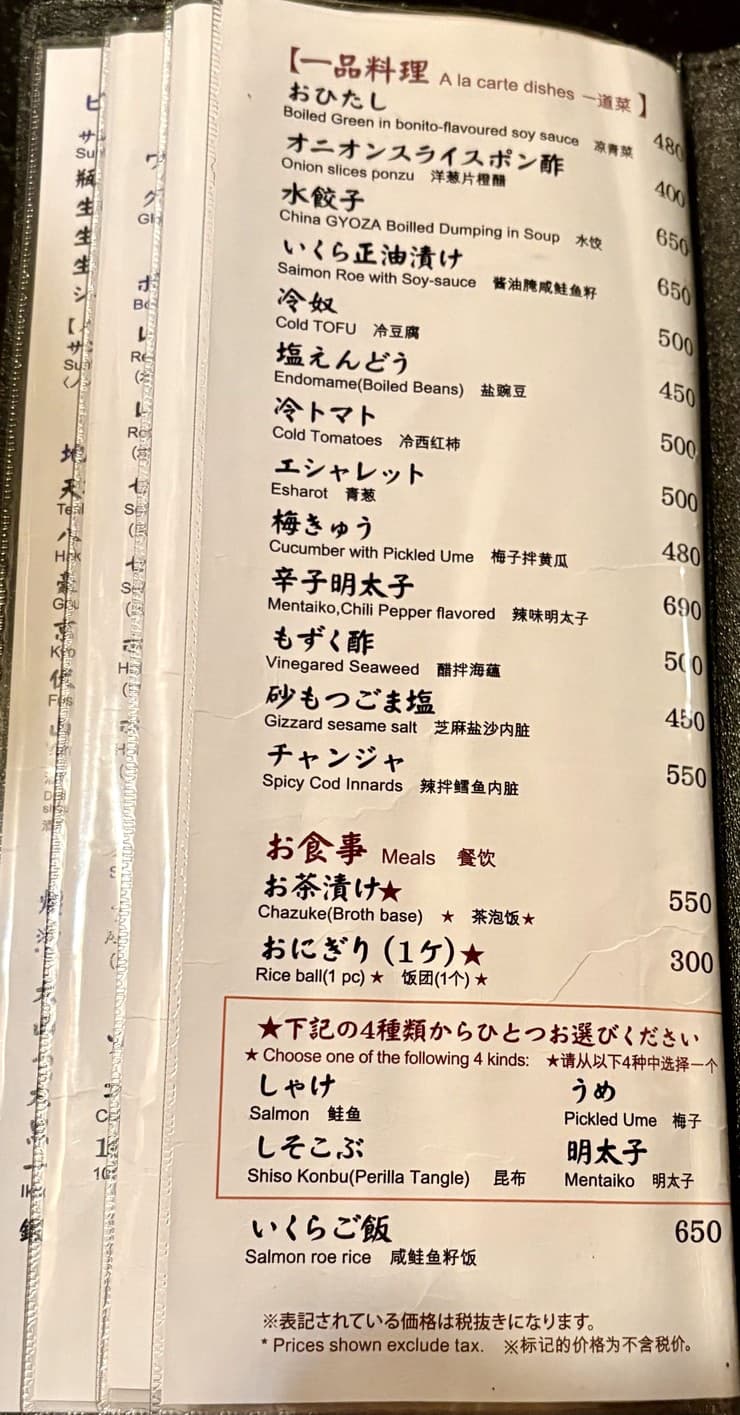 【一品料理 A la carte dishes 一道菜】
おひたし
Boiled Green in bonito-flavoured soy sauce 凉青菜 480
オニオンスライスポン酢
Onion slices ponzu 洋葱片橙醋 400
水餃子
China GYOZA Boilled Dumping in Soup 水饺 650
いくら正油漬け
Saimon Roe with Soy-sauce 酱油腌咸鲑鱼籽 650
冷奴
Cold TOFU 冷豆腐 500
塩えんどう
Endomame(Boiled Beans) 盐豌豆 450
冷トマト
Cold Tomatoes 冷西红柿 500
エシャレット
Esharot 青葱 500
梅きゅう
Cucumber with Pickled Ume 梅子拌黄瓜 480
辛子明太子
Mentaiko,Chili Pepper flavored 辣味明太子 690
もずく酢
Vinegared Seaweed 醋拌海蕴 500
砂もつごま塩
Gizzard sesame salt 芝麻盐沙内脏 450
チャンジャ
Spicy Cod Innards 辣拌鳕鱼内脏 550
お食事 Meals 餐饮
お茶漬け★
Chazuke(Broth base) ★ 茶泡饭★ 550
おにぎり(1ケ)★
Rice ball(1 pc)★ 饭团(1个)★ 300
★下記の4種類からひとつお選びください
★Choose one of the following 4 kinds: ★请从以下4种中选择一个
しゃけ うめ
Salmon 鲑鱼 Pickled Ume 梅子
しそこぶ 明太子
Shiso Konbu(Perilla Tangle) 昆布 Mentaiko 明太子
いくらご飯 650
Salmon roe rice 咸鲑鱼籽饭
※表記されている価格は税抜きになります。
* Prices shown exclude tax. ※标记的价格为不含税价。